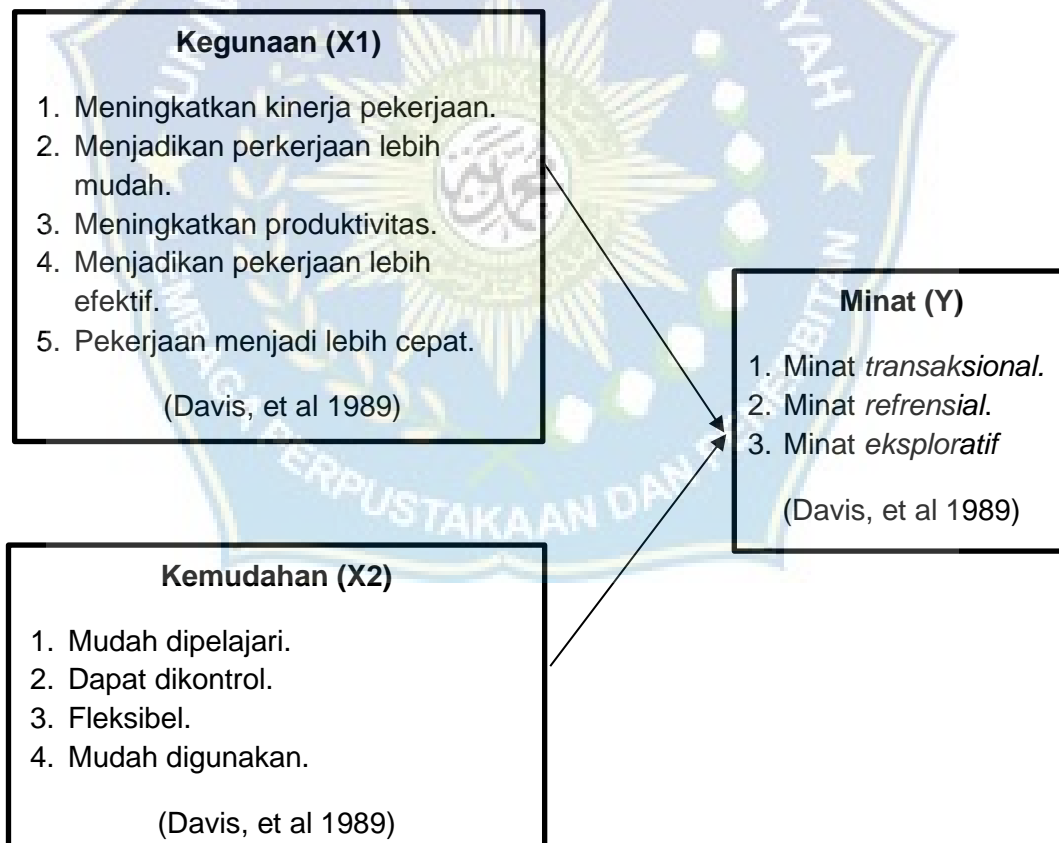 Kegunaan (X1)
1. Meningkatkan kinerja pekerjaan.
2. Menjadikan perkerjaan lebih
mudah.
3. Meningkatkan produktivitas.
4. Menjadikan pekerjaan lebih
efektif.
5. Pekerjaan menjadi lebih cepat.
(Davis, et al 1989)
Minat (Y)
1. Minat transaksional.
2. Minat refrensial.
3. Minat eksploratif
(Davis, et al 1989)
Kemudahan (X2)
1. Mudah dipelajari.
2. Dapat dikontrol.
3. Fleksibel.
4. Mudah digunakan.
(Davis, et al 1989)
PERPUSTAKAAN DAN